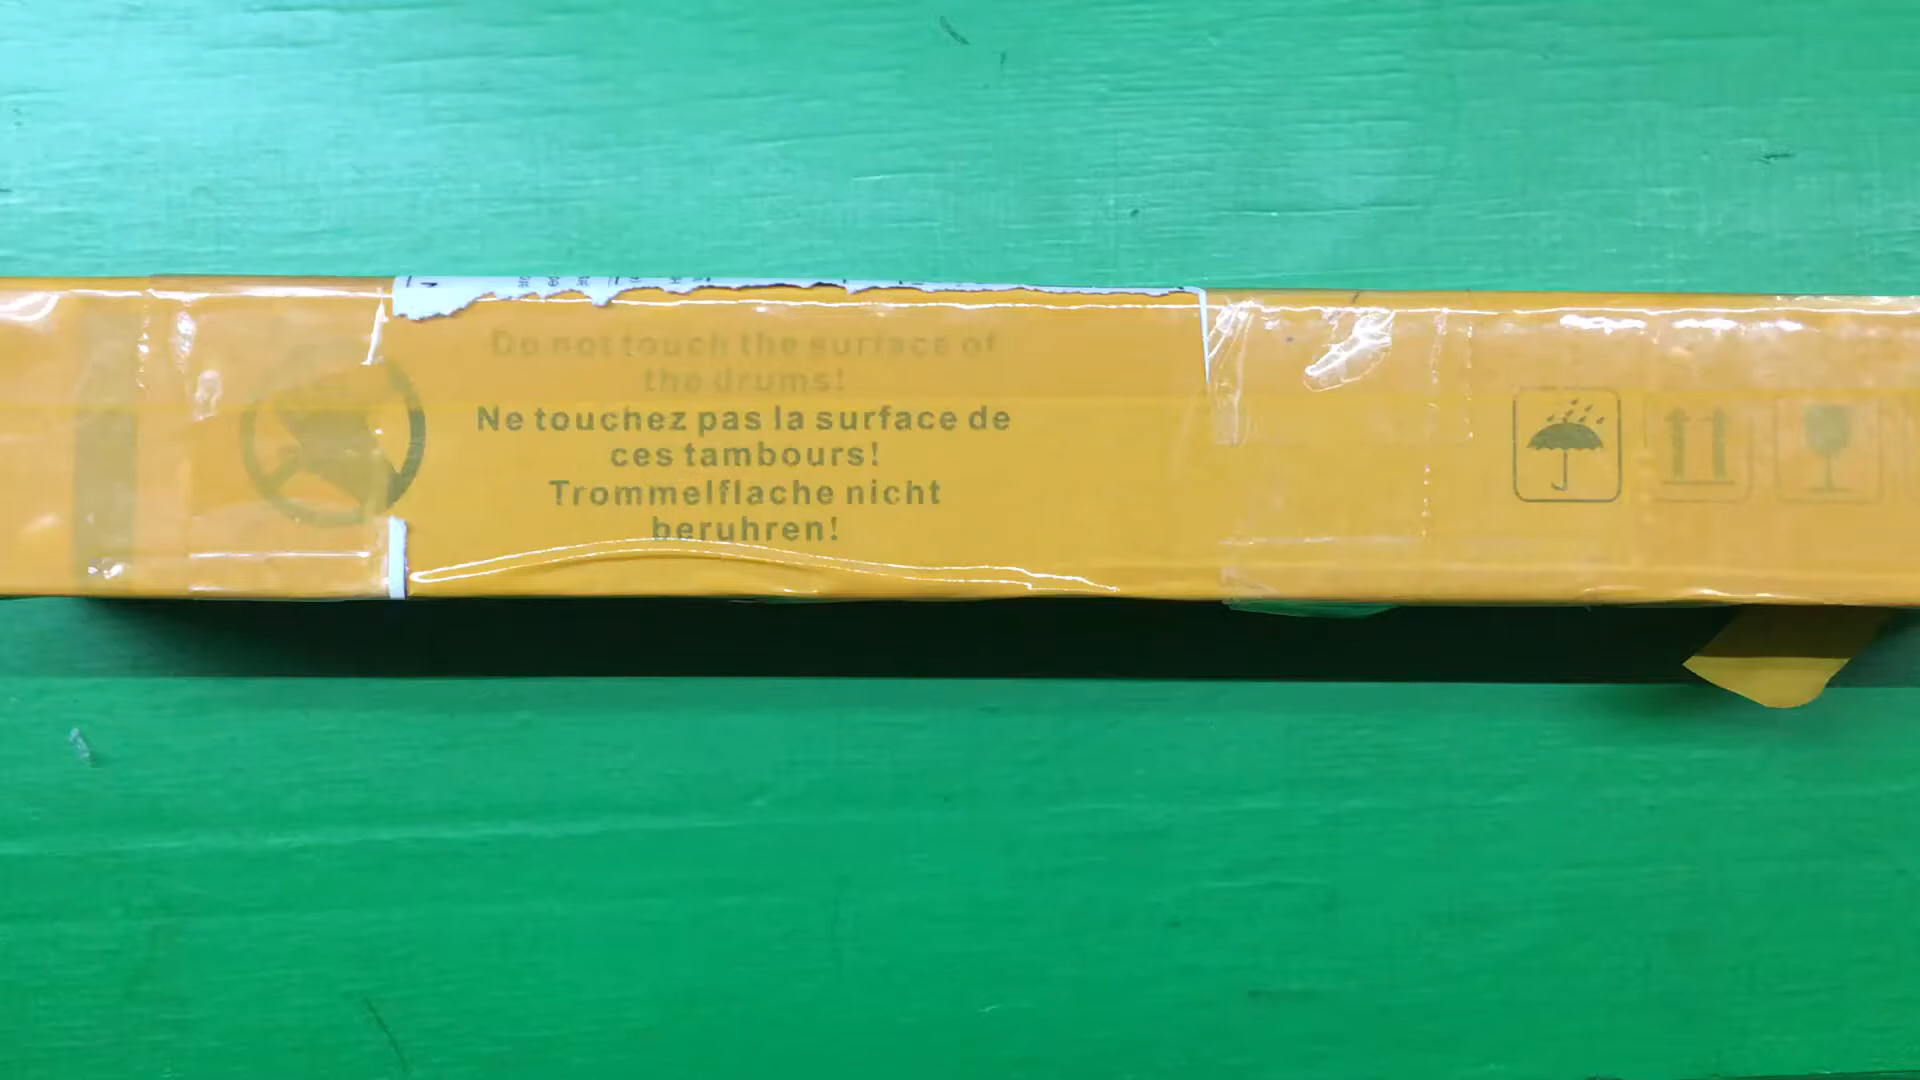 Do not touch the surface of
the drums!
Ne touchez pas la surface de
ces tambours!
Trommelflache nicht
beruhren!